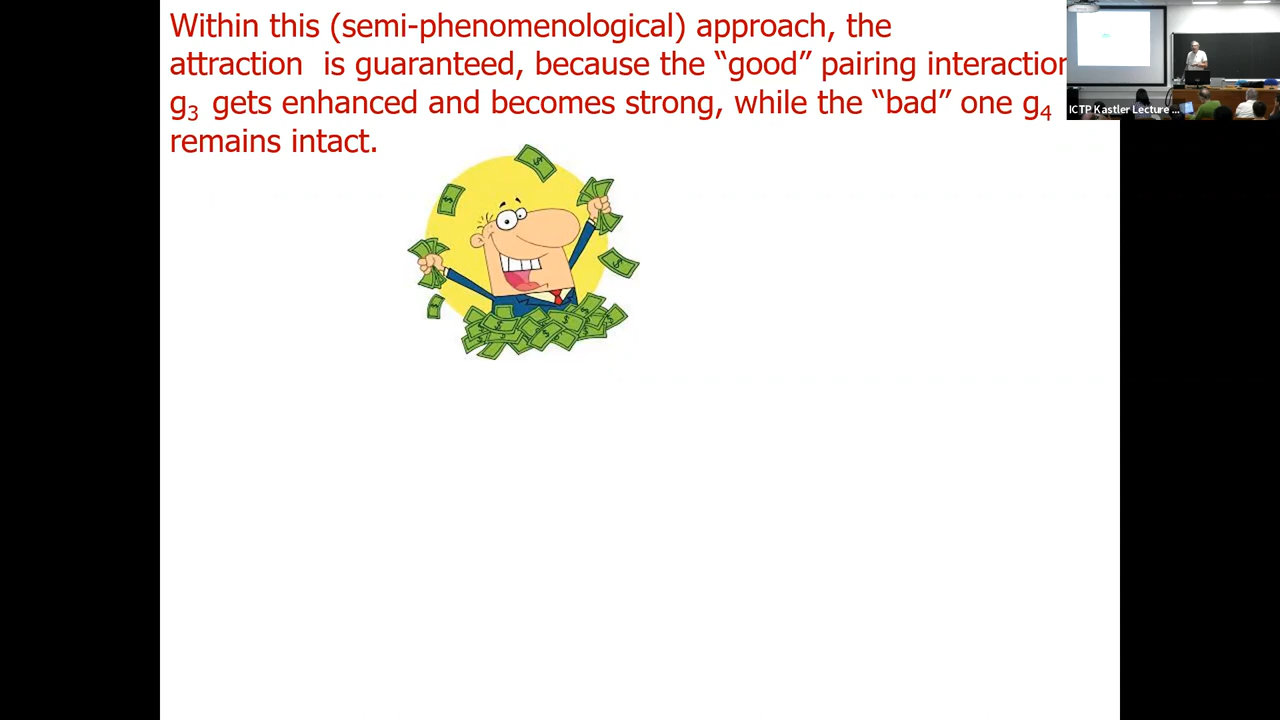 Within this (semi-phenomenological) approach, the
attraction is guaranteed, because the “good” pairing interaction
g₃ gets enhanced and becomes strong, while the “bad” one g₄
remains intact.
ICTP Kastler Lecture ...